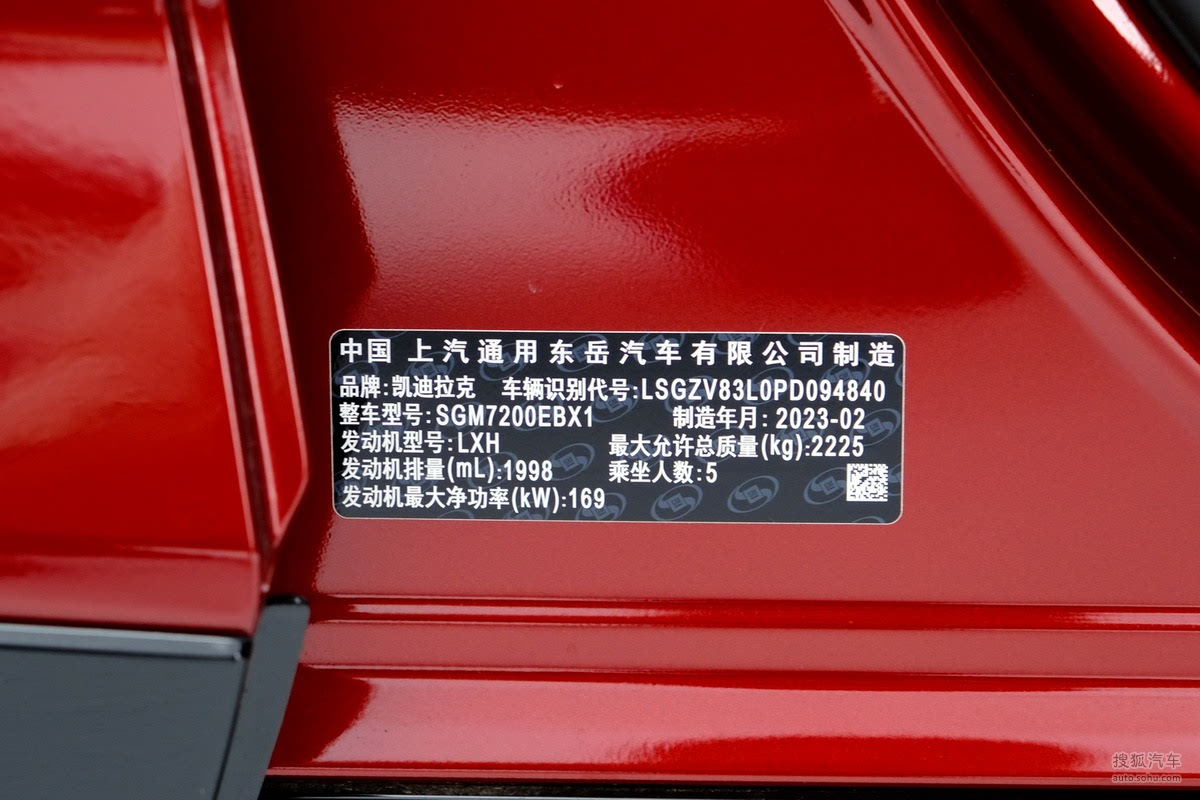 中国 上汽通用东岳汽车有限公司制造
品牌:凯迪拉克 车辆识别代号:LSGZV83L0PD094840
整车型号:SGM7200EBX1 制造年月:2023-02
发动机型号:LXH 最大允许总质量(kg):2225
发动机排量(mL):1998 乘坐人数:5
发动机最大净功率(kW):169
搜狐汽车
auto.sohu.com